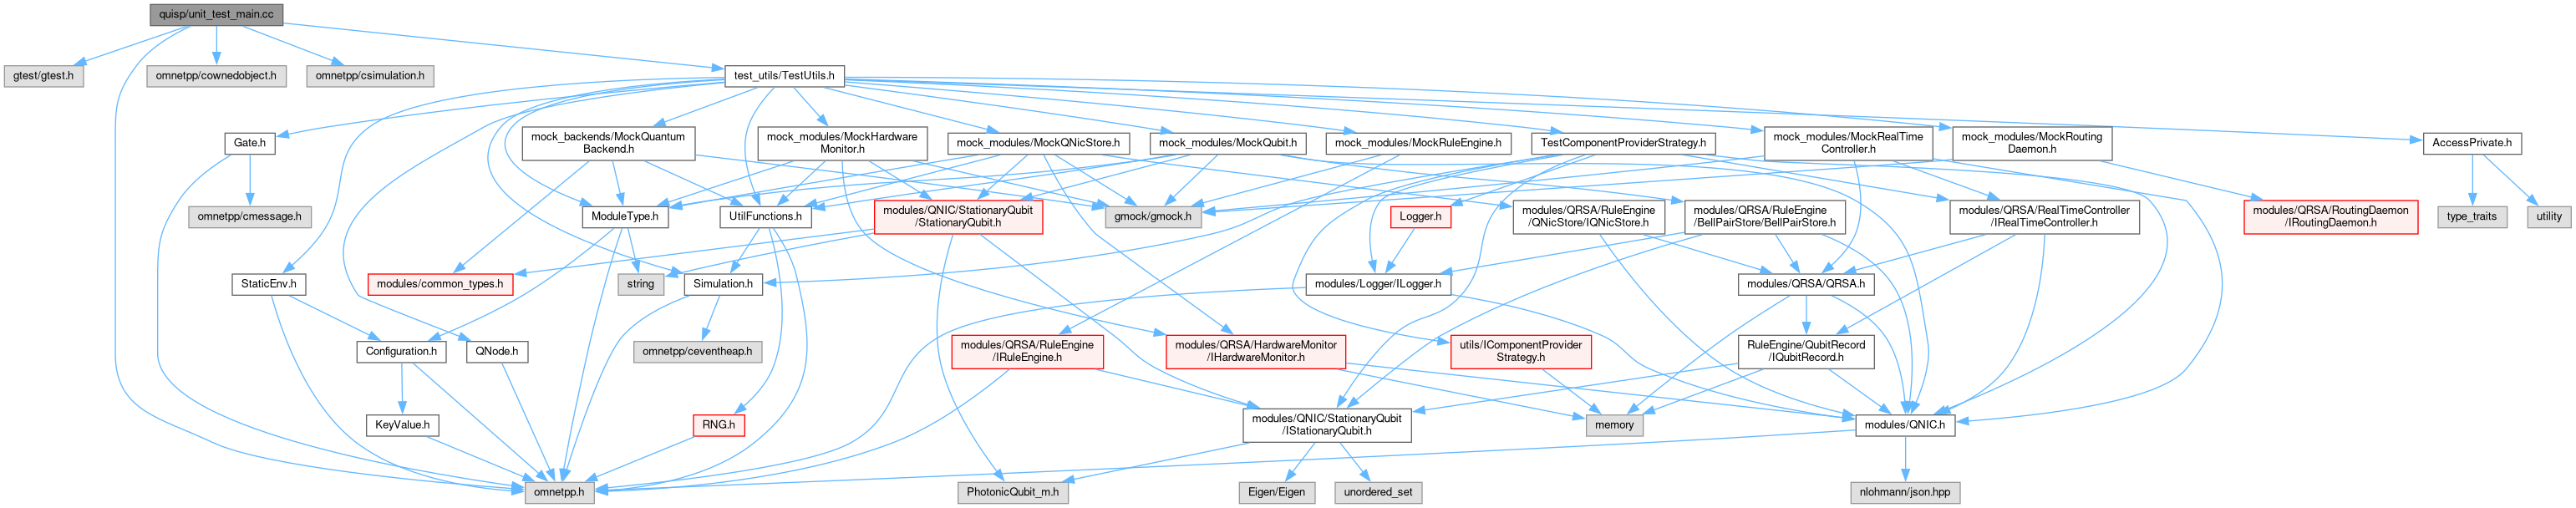 quisp/unit_test_main.cc
gtest/gtest.h
omnetpp/cownedobject.h
omnetpp/csimulation.h
test_utils/TestUtils.h
Gate.h
mock_backends/MockQuantum
Backend.h
mock_modules/MockHardware
Monitor.h
mock_modules/MockQNicStore.h
mock_modules/MockQubit.h
mock_modules/MockRuleEngine.h
TestComponentProviderStrategy.h
mock_modules/MockRealTime
Controller.h
mock_modules/MockRouting
Daemon.h
AccessPrivate.h
omnetpp/cmessage.h
ModuleType.h
UtilFunctions.h
modules/QNIC/StationaryQubit
/StationaryQubit.h
gmock/gmock.h
Logger.h
modules/QRSA/RuleEngine
/QNicStore/IQNicStore.h
modules/QRSA/RuleEngine
/BellPairStore/BellPairStore.h
modules/QRSA/RealTimeController
/IRealTimeController.h
modules/QRSA/RoutingDaemon
/IRoutingDaemon.h
type_traits
utility
StaticEnv.h
modules/common_types.h
string
Simulation.h
modules/Logger/ILogger.h
modules/QRSA/QRSA.h
Configuration.h
QNode.h
omnetpp/ceventheap.h
modules/QRSA/RuleEngine
/IRuleEngine.h
modules/QRSA/HardwareMonitor
/IHardwareMonitor.h
utils/IComponentProvider
Strategy.h
RuleEngine/QubitRecord
/IQubitRecord.h
KeyValue.h
RNG.h
modules/QNIC/StationaryQubit
/IStationaryQubit.h
memory
modules/QNIC.h
omnetpp.h
PhotonicQubit_m.h
Eigen/Eigen
unordered_set
nlohmann/json.hpp